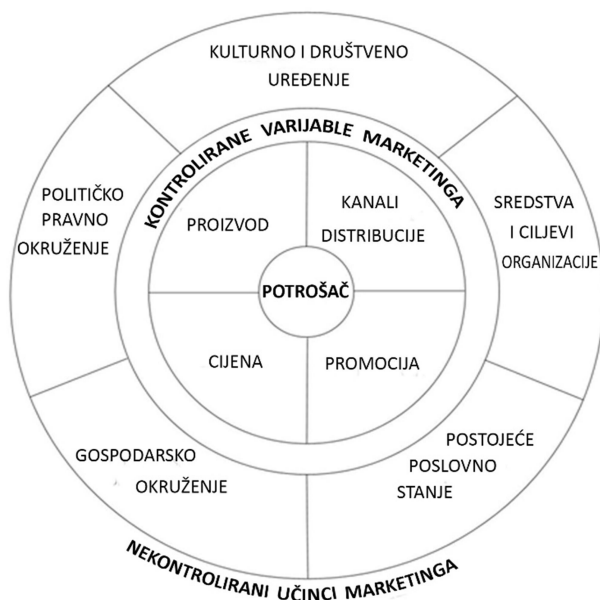 KULTURNO I DRUŠTVENO
UREĐENJE
KONTROLIRANE VARIJABLE MARKETINGA
POLITIČKO
PRAVNO
OKRUŽENJE
PROIZVOD
KANALI
DISTRIBUCIJE
SREDSTVA
I CILJEVI
ORGANIZACIJE
POTROŠAČ
CIJENA
PROMOCIJA
GOSPODARSKO
OKRUŽENJE
POSTOJEĆE
POSLOVNO
STANJE
NEKONTROLIRANI UČINCI MARKETINGA